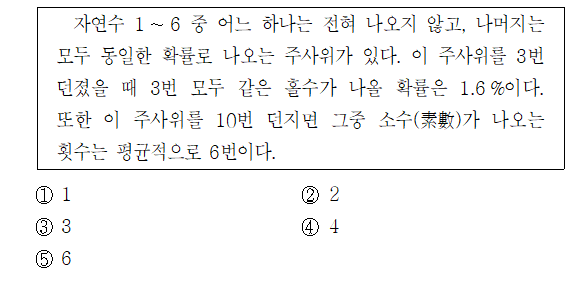 자연수 1 ~ 6 중 어느 하나는 전혀 나오지 않고, 나머지는
모두 동일한 확률로 나오는 주사위가 있다. 이 주사위를 3번
던졌을 때 3번 모두 같은 홀수가 나올 확률은 1.6 %이다.
또한 이 주사위를 10번 던지면 그중 소수(素數)가 나오는
횟수는 평균적으로 6번이다.
① 1 ② 2
③ 3 ④ 4
⑤ 6